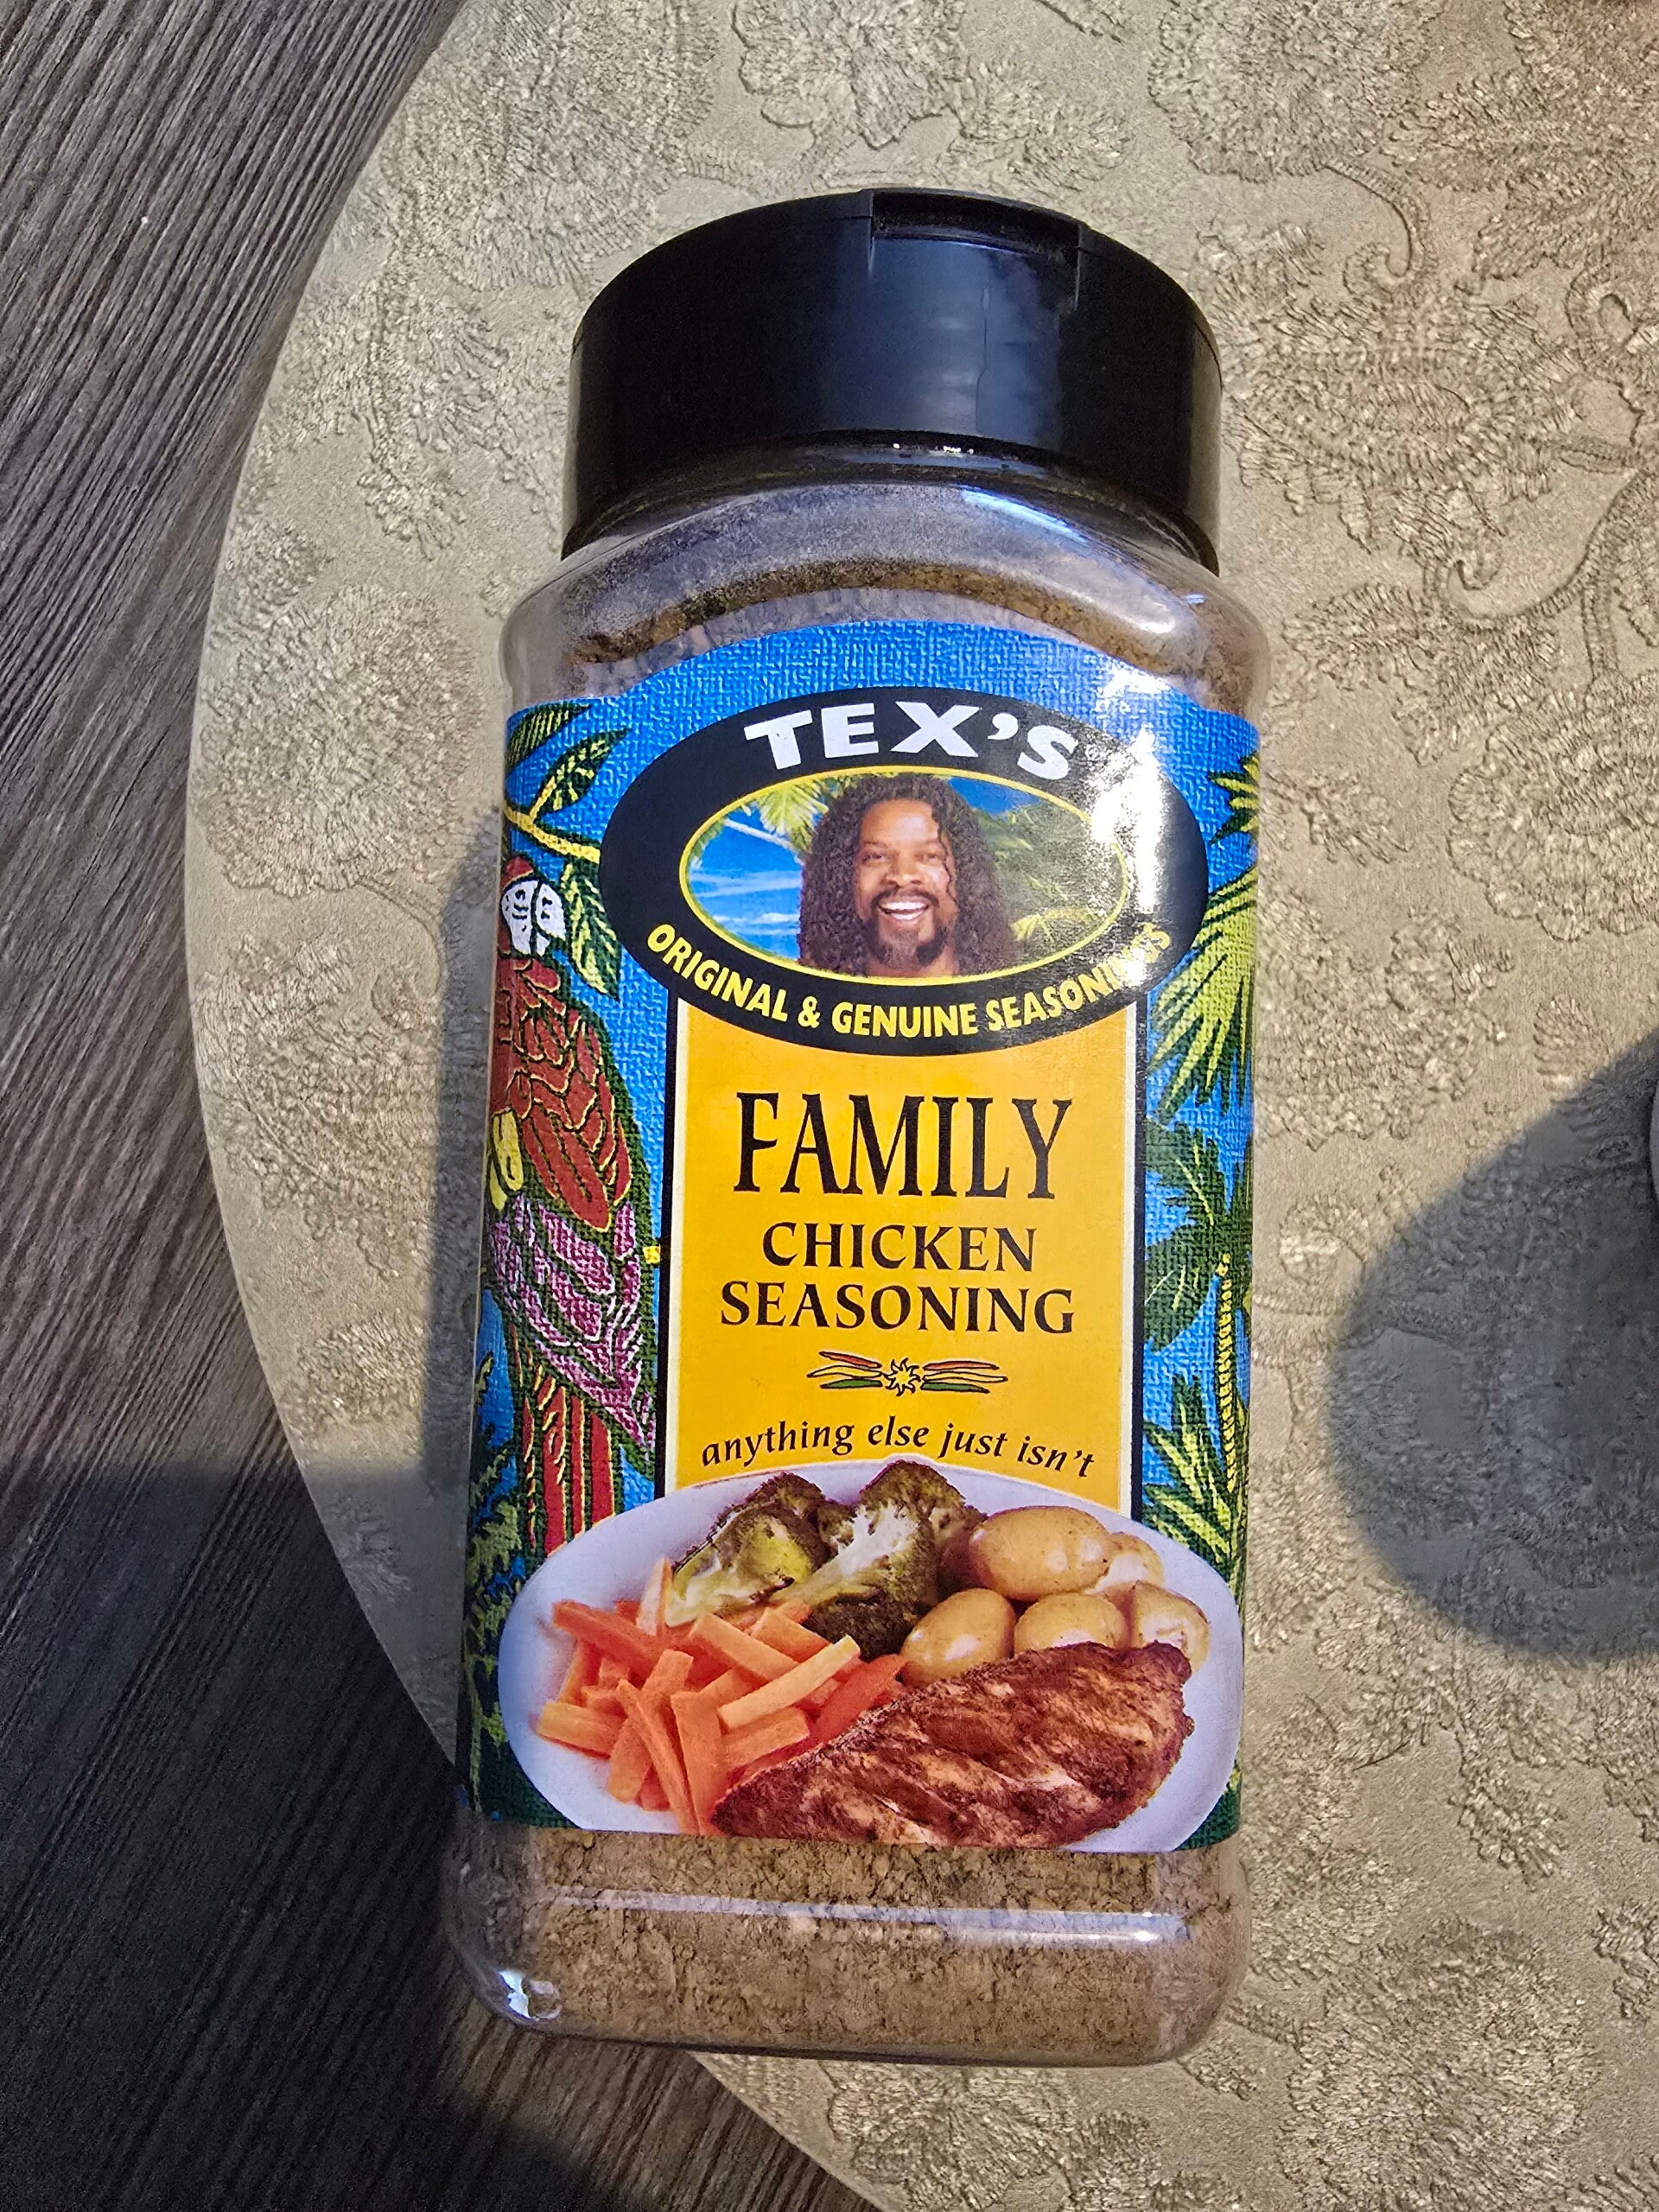 TEX'S
ORIGINAL & GENUINE SEASONINGS
FAMILY
CHICKEN
SEASONING
anything else just isn't